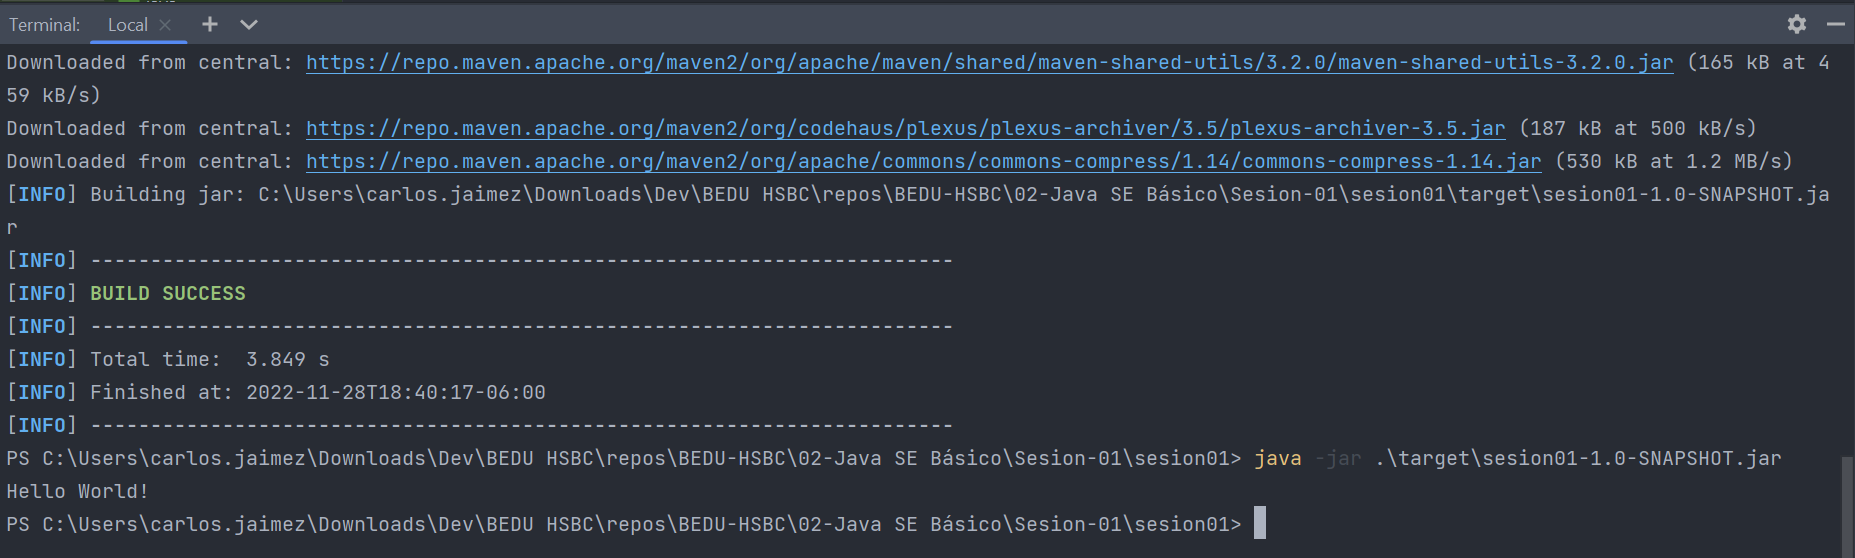 Terminal: Local
Downloaded from central: https://repo.maven.apache.org/maven2/org/apache/maven/shared/maven-shared-utils/3.2.0/maven-shared-utils-3.2.0.jar (165 kB at 4
59 kB/s)
Downloaded from central: https://repo.maven.apache.org/maven2/org/codehaus/plexus/plexus-archiver/3.5/plexus-archiver-3.5.jar (187 kB at 500 kB/s)
Downloaded from central: https://repo.maven.apache.org/maven2/org/apache/commons/commons-compress/1.14/commons-compress-1.14.jar (530 kB at 1.2 MB/s)
[INFO] Building jar: C:\Users\carlos.jaimez\Downloads\Dev\BEDU HSBC\repos\BEDU-HSBC\02-Java SE Básico\Sesion-01\sesion01\target\sesion01-1.0-SNAPSHOT.ja
r
[INFO] ------------------------------------------------------------------------
[INFO] BUILD SUCCESS
[INFO] ------------------------------------------------------------------------
[INFO] Total time:  3.849 s
[INFO] Finished at: 2022-11-28T18:40:17-06:00
[INFO] ------------------------------------------------------------------------
PS C:\Users\carlos.jaimez\Downloads\Dev\BEDU HSBC\repos\BEDU-HSBC\02-Java SE Básico\Sesion-01\sesion01> java -jar .\target\sesion01-1.0-SNAPSHOT.jar
Hello World!
PS C:\Users\carlos.jaimez\Downloads\Dev\BEDU HSBC\repos\BEDU-HSBC\02-Java SE Básico\Sesion-01\sesion01>